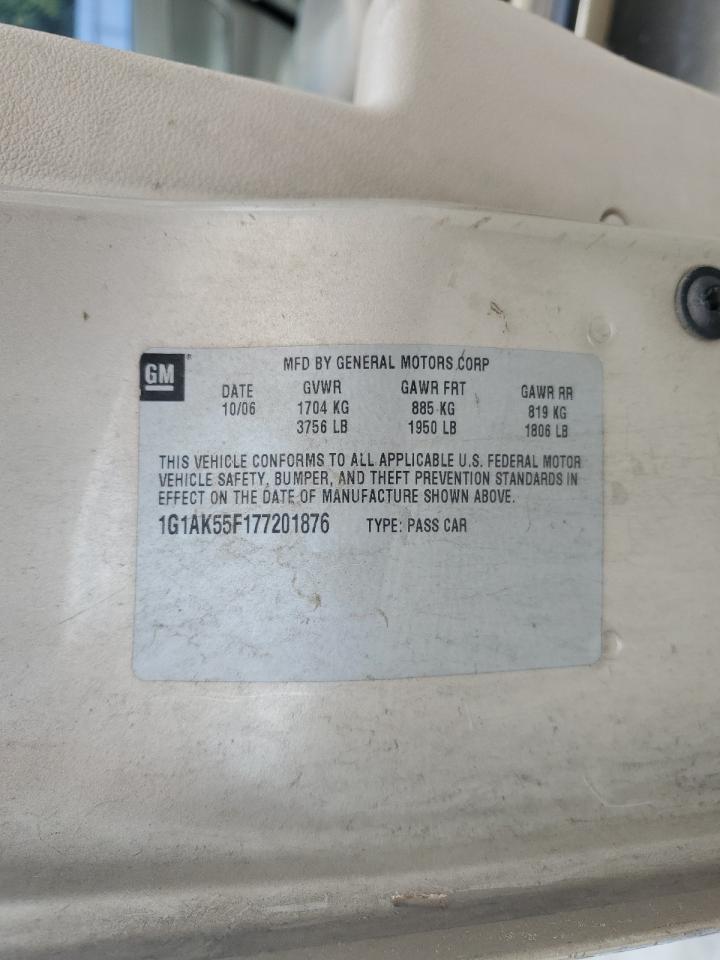 GM
MFD BY GENERAL MOTORS CORP
DATE GVWR GAWR FRT GAWR RR
10/06 1704 KG 885 KG 819 KG
3756 LB 1950 LB 1806 LB
THIS VEHICLE CONFORMS TO ALL APPLICABLE U.S. FEDERAL MOTOR
VEHICLE SAFETY, BUMPER, AND THEFT PREVENTION STANDARDS IN
EFFECT ON THE DATE OF MANUFACTURE SHOWN ABOVE.
1G1AK55F177201876 TYPE: PASS CAR